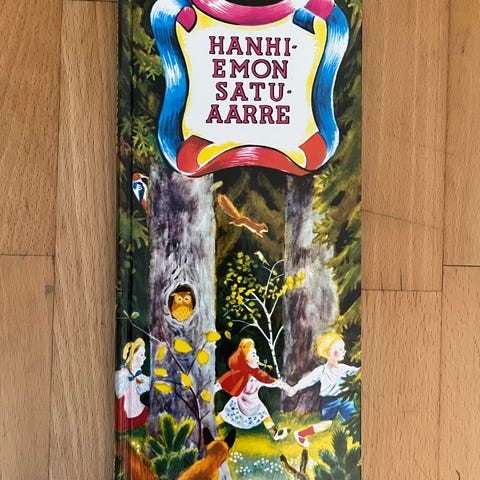 HANHI-
EMON
SATU-
AARRE